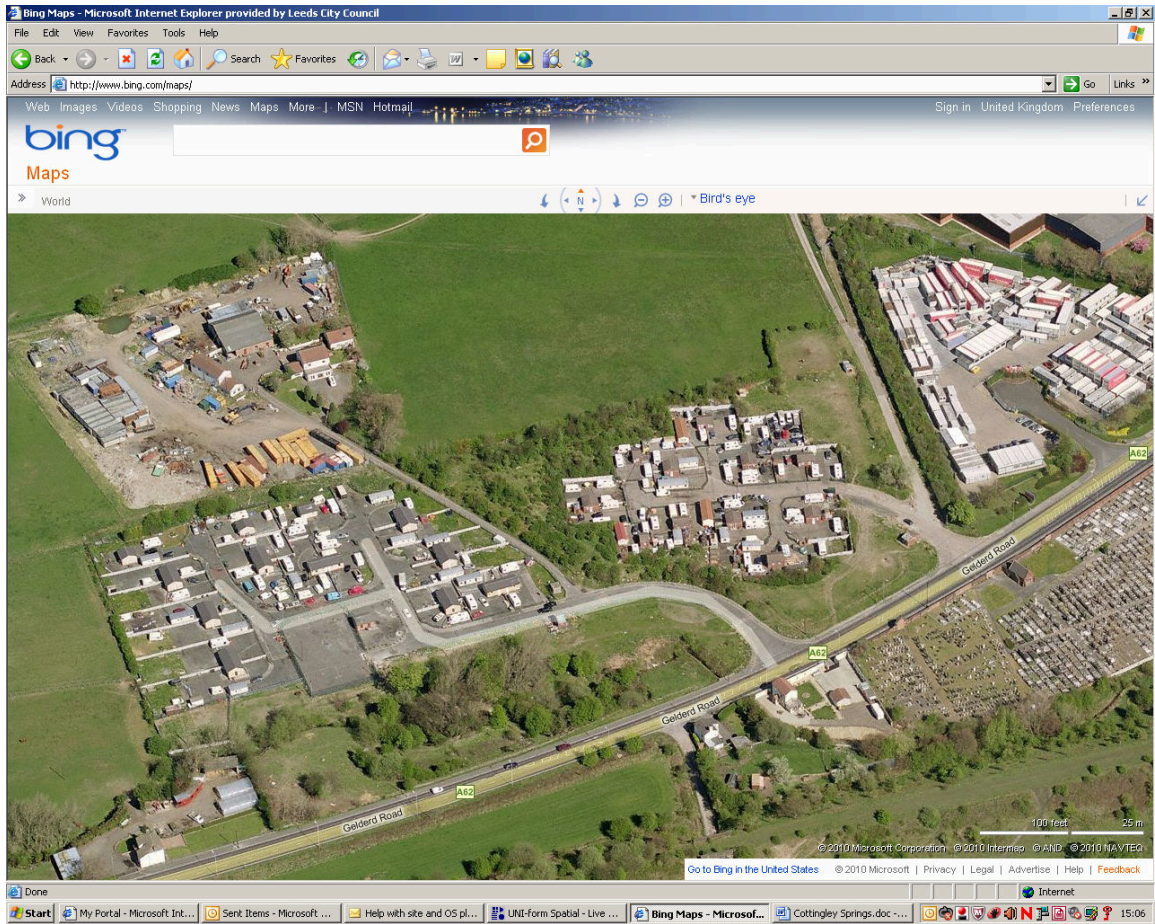 Bing Maps - Microsoft Internet Explorer provided by Leeds City Council
File Edit View Favorites Tools Help
Back Search Favorites
Address http://www.bing.com/maps/ Go Links »
Web Images Videos Shopping News Maps More MSN Hotmail Sign in United Kingdom Preferences
bing
Maps
» World N Bird's eye
A62
Gelderd Road
A62
Gelderd Road
A62
Gelderd Road
100 feet 25 m
© 2010 Microsoft Corporation © 2010 Intermap © AND © 2010 NAVTEQ
Go to Bing in the United States © 2010 Microsoft | Privacy | Legal | Advertise | Help | Feedback
Done Internet
Start My Portal - Microsoft Int... Sent Items - Microsoft ... Help with site and OS pl... UNI-form Spatial - Live ... Bing Maps - Microsof... Cottingley Springs.doc -... 15:06